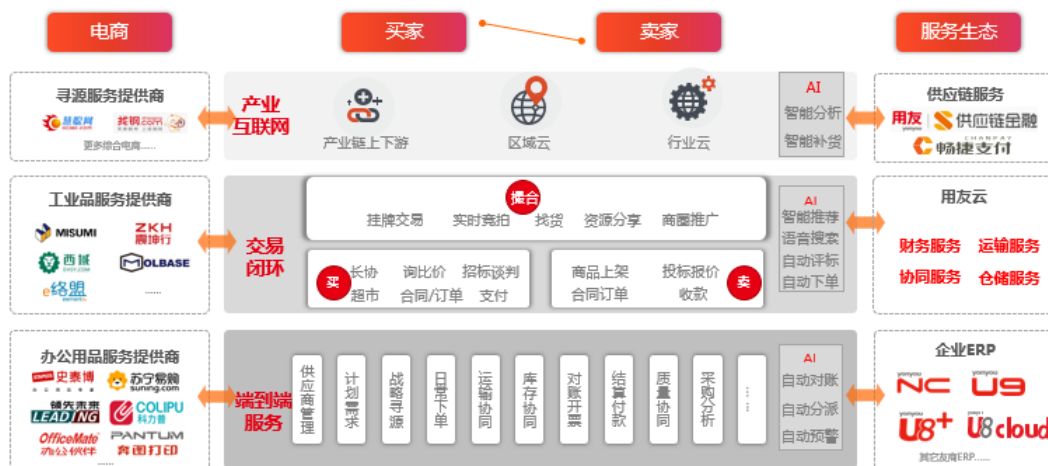 电商
买家
卖家
服务生态
寻源服务提供商
慧聪网
找钢.com
更多综合电商......
产业
互联网
产业链上下游
区域云
行业云
AI
智能分析
智能补货
供应链服务
用友 供应链金融
yonyou
CHANPAY
畅捷支付
工业品服务提供商
MISUMI
ZKH
震坤行
西域
EHSY.COM
MOLBASE
e络盟
......
交易
闭环
撮合
挂牌交易 实时竞拍 找货 资源分享 商圈推广
买
长协 询比价 招标谈判
超市 合同/订单 支付
商品上架 投标报价
合同订单 收款
卖
AI
智能推荐
语音搜索
自动评标
自动下单
用友云
财务服务 运输服务
协同服务 仓储服务
办公用品服务提供商
史泰博
苏宁易购
suning.com
领先未来
LEADING
COLIPU
科力普
OfficeMate
办公伙伴
PANTUM
奔图打印
......
端到端
服务
供应商管理
计划需求
战略寻源
日常下单
运输协同
库存协同
对账开票
结算付款
质量协同
采购分析
......
AI
自动对账
自动分派
自动预警
企业ERP
yonyou
NC
yonyou
U9
yonyou
U8+
yonyou
U8 cloud
其它友商ERP......